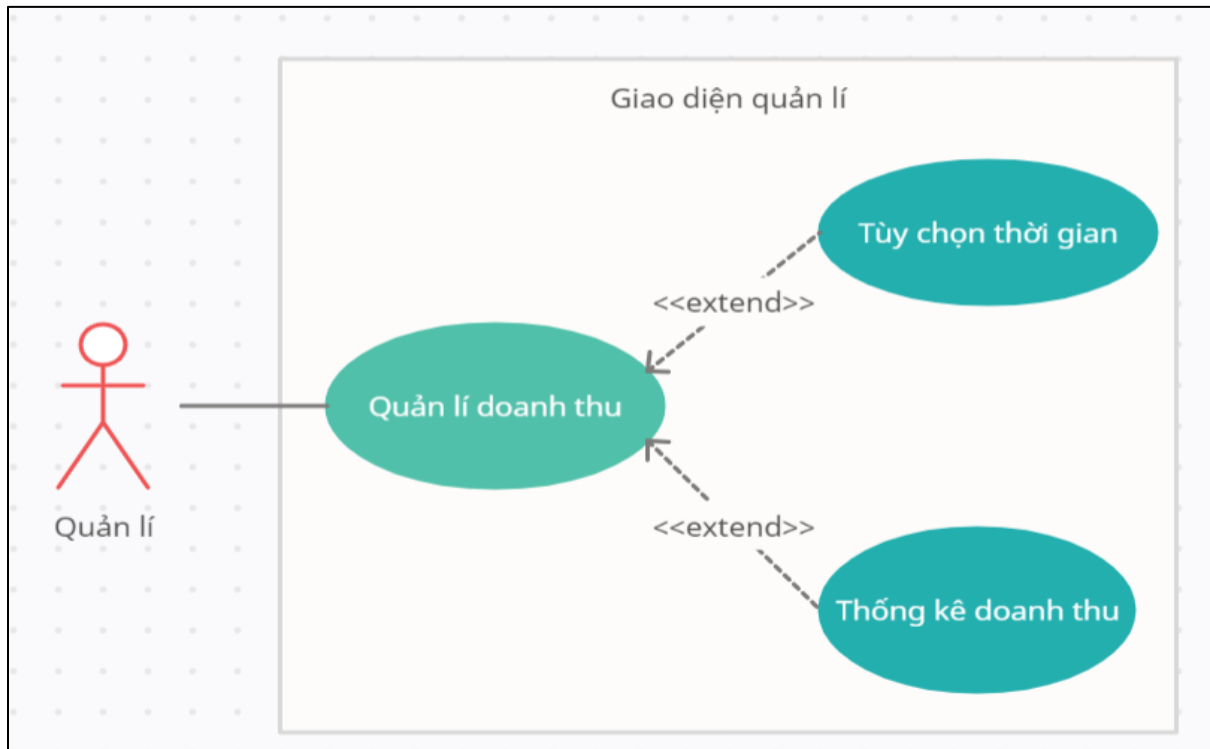 Giao diện quản lí
Tùy chọn thời gian
<<extend>>
Quản lí doanh thu
Quản lí
<<extend>>
Thống kê doanh thu